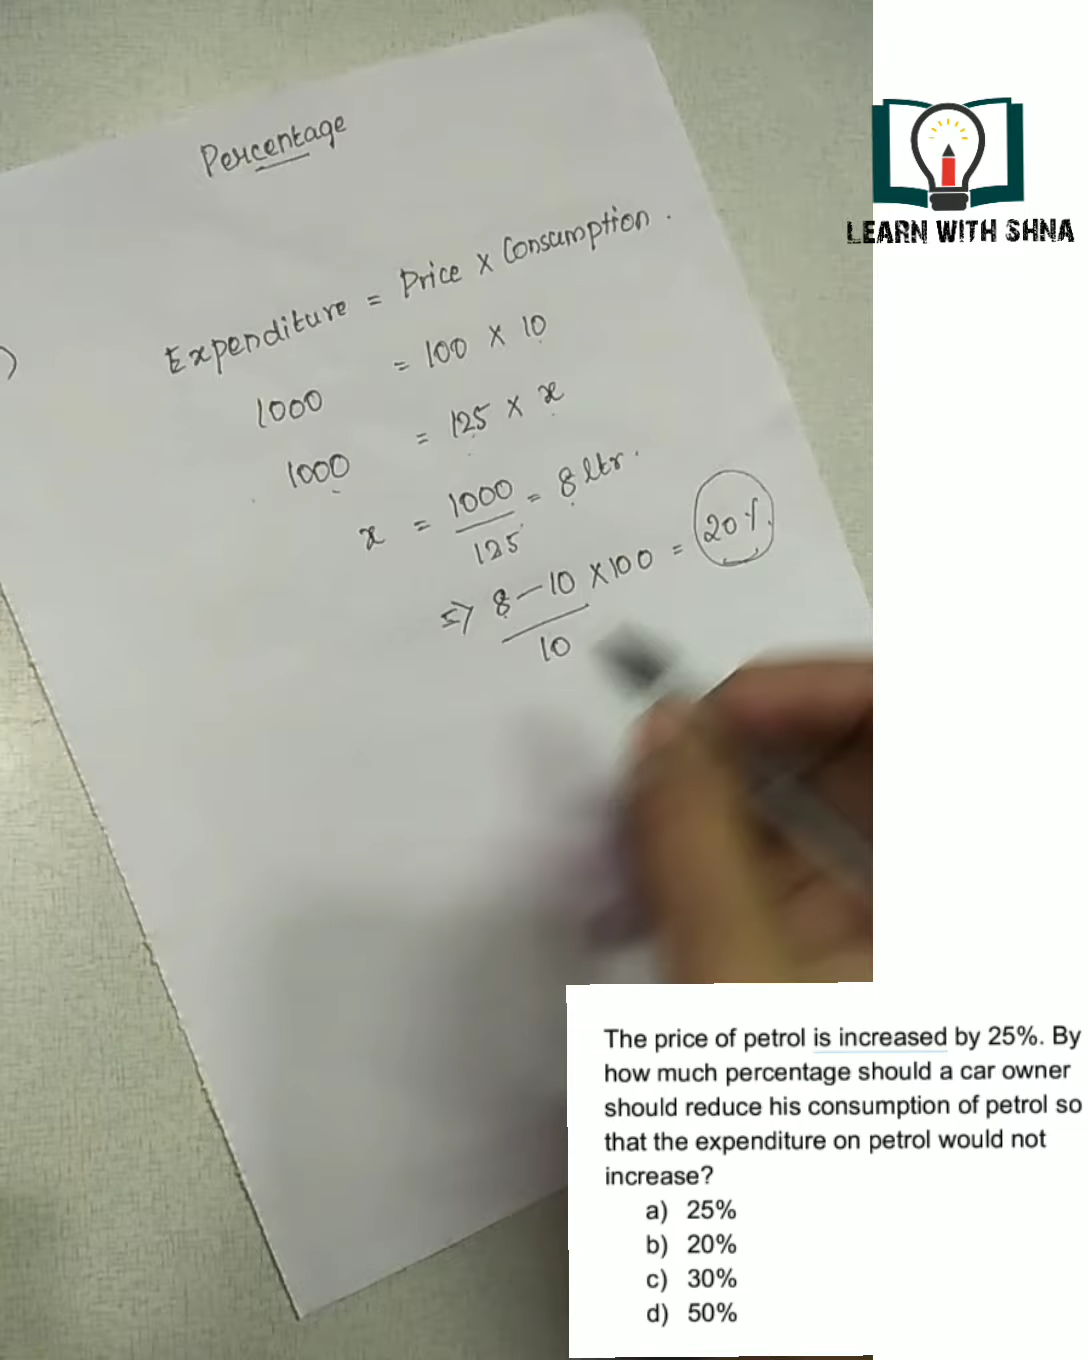 Percentage
Expenditure = Price × Consumption.
1000 = 100 × 10
1000 = 125 × x
x = 1000/125 = 8 ltr.
=> 8-10/10 ×100 = 20%
LEARN WITH SHNA
The price of petrol is increased by 25%. By
how much percentage should a car owner
should reduce his consumption of petrol so
that the expenditure on petrol would not
increase?
a) 25%
b) 20%
c) 30%
d) 50%